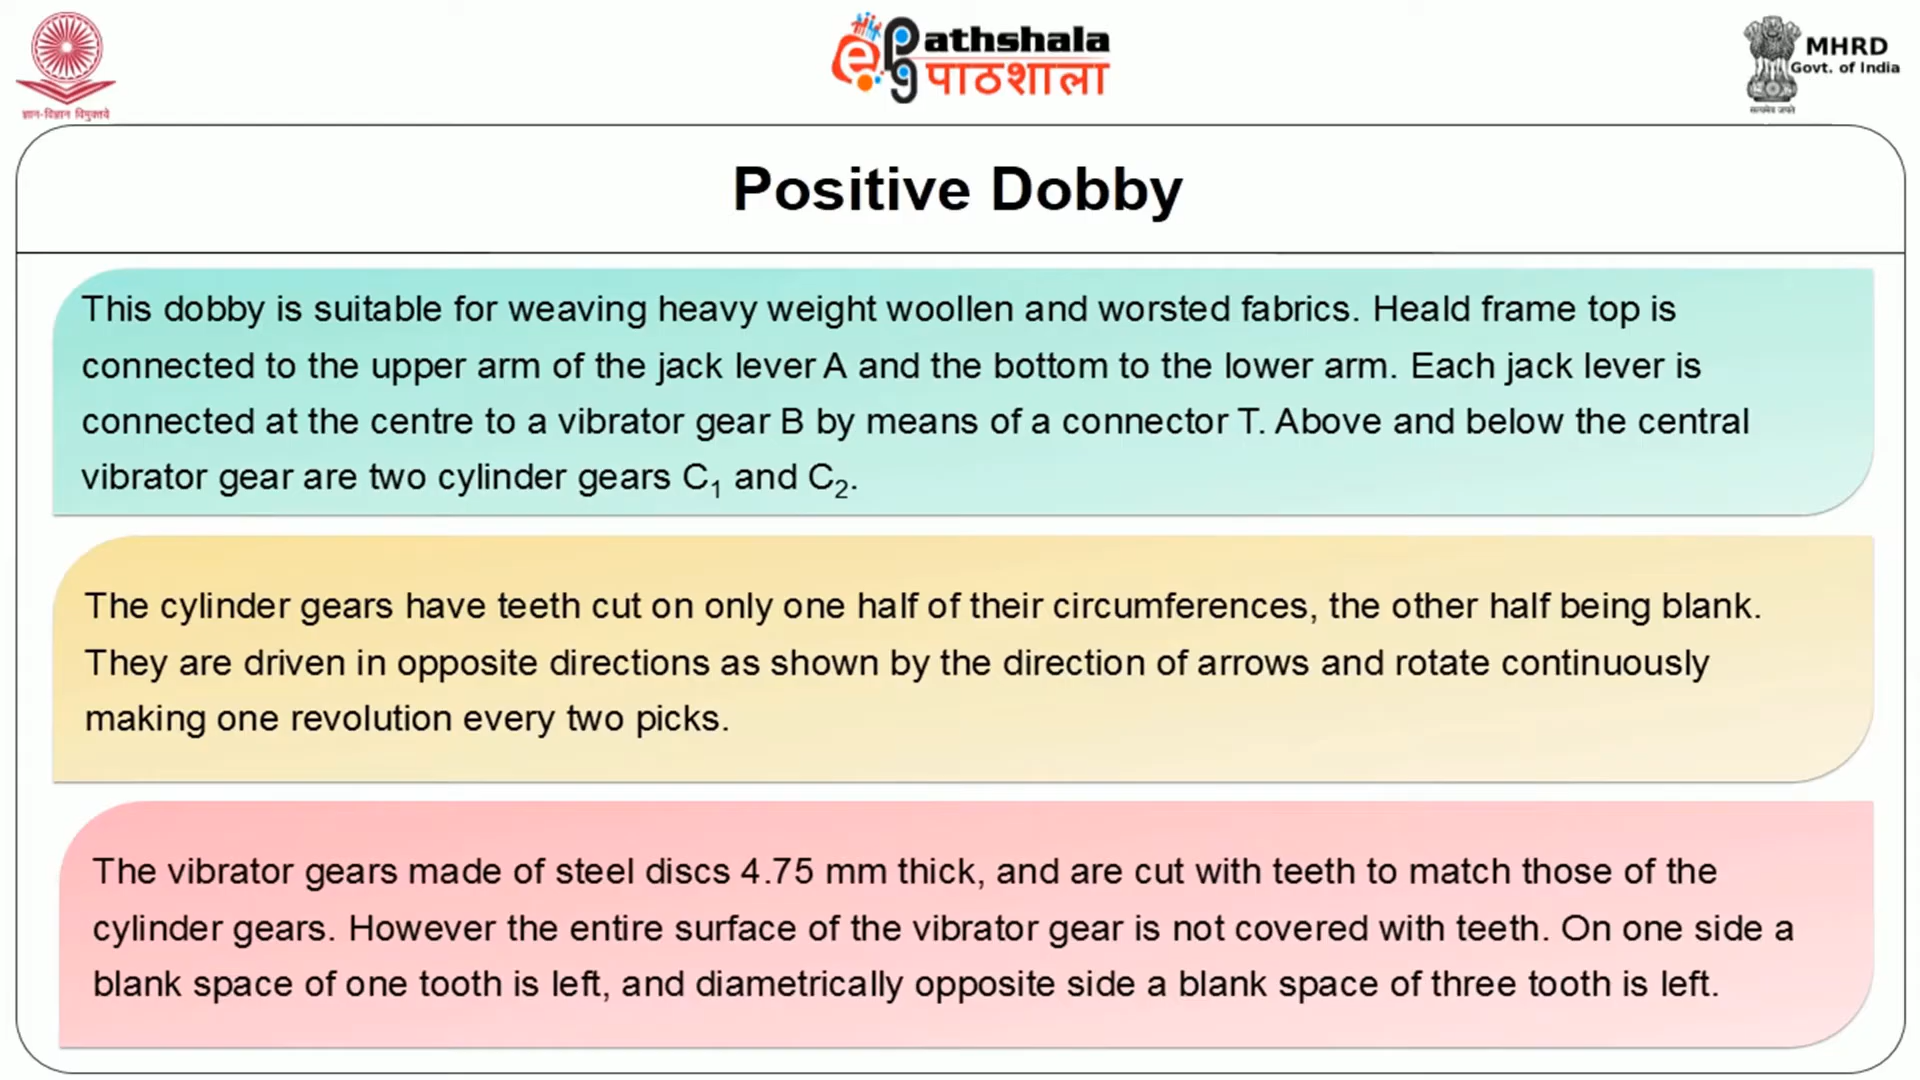 ज्ञान-विज्ञान विमुक्तये
e pg Pathshala
पाठशाला
MHRD
Govt. of India
सत्यमेव जयते
Positive Dobby
This dobby is suitable for weaving heavy weight woollen and worsted fabrics. Heald frame top is
connected to the upper arm of the jack lever A and the bottom to the lower arm. Each jack lever is
connected at the centre to a vibrator gear B by means of a connector T. Above and below the central
vibrator gear are two cylinder gears C₁ and C₂.
The cylinder gears have teeth cut on only one half of their circumferences, the other half being blank.
They are driven in opposite directions as shown by the direction of arrows and rotate continuously
making one revolution every two picks.
The vibrator gears made of steel discs 4.75 mm thick, and are cut with teeth to match those of the
cylinder gears. However the entire surface of the vibrator gear is not covered with teeth. On one side a
blank space of one tooth is left, and diametrically opposite side a blank space of three tooth is left.